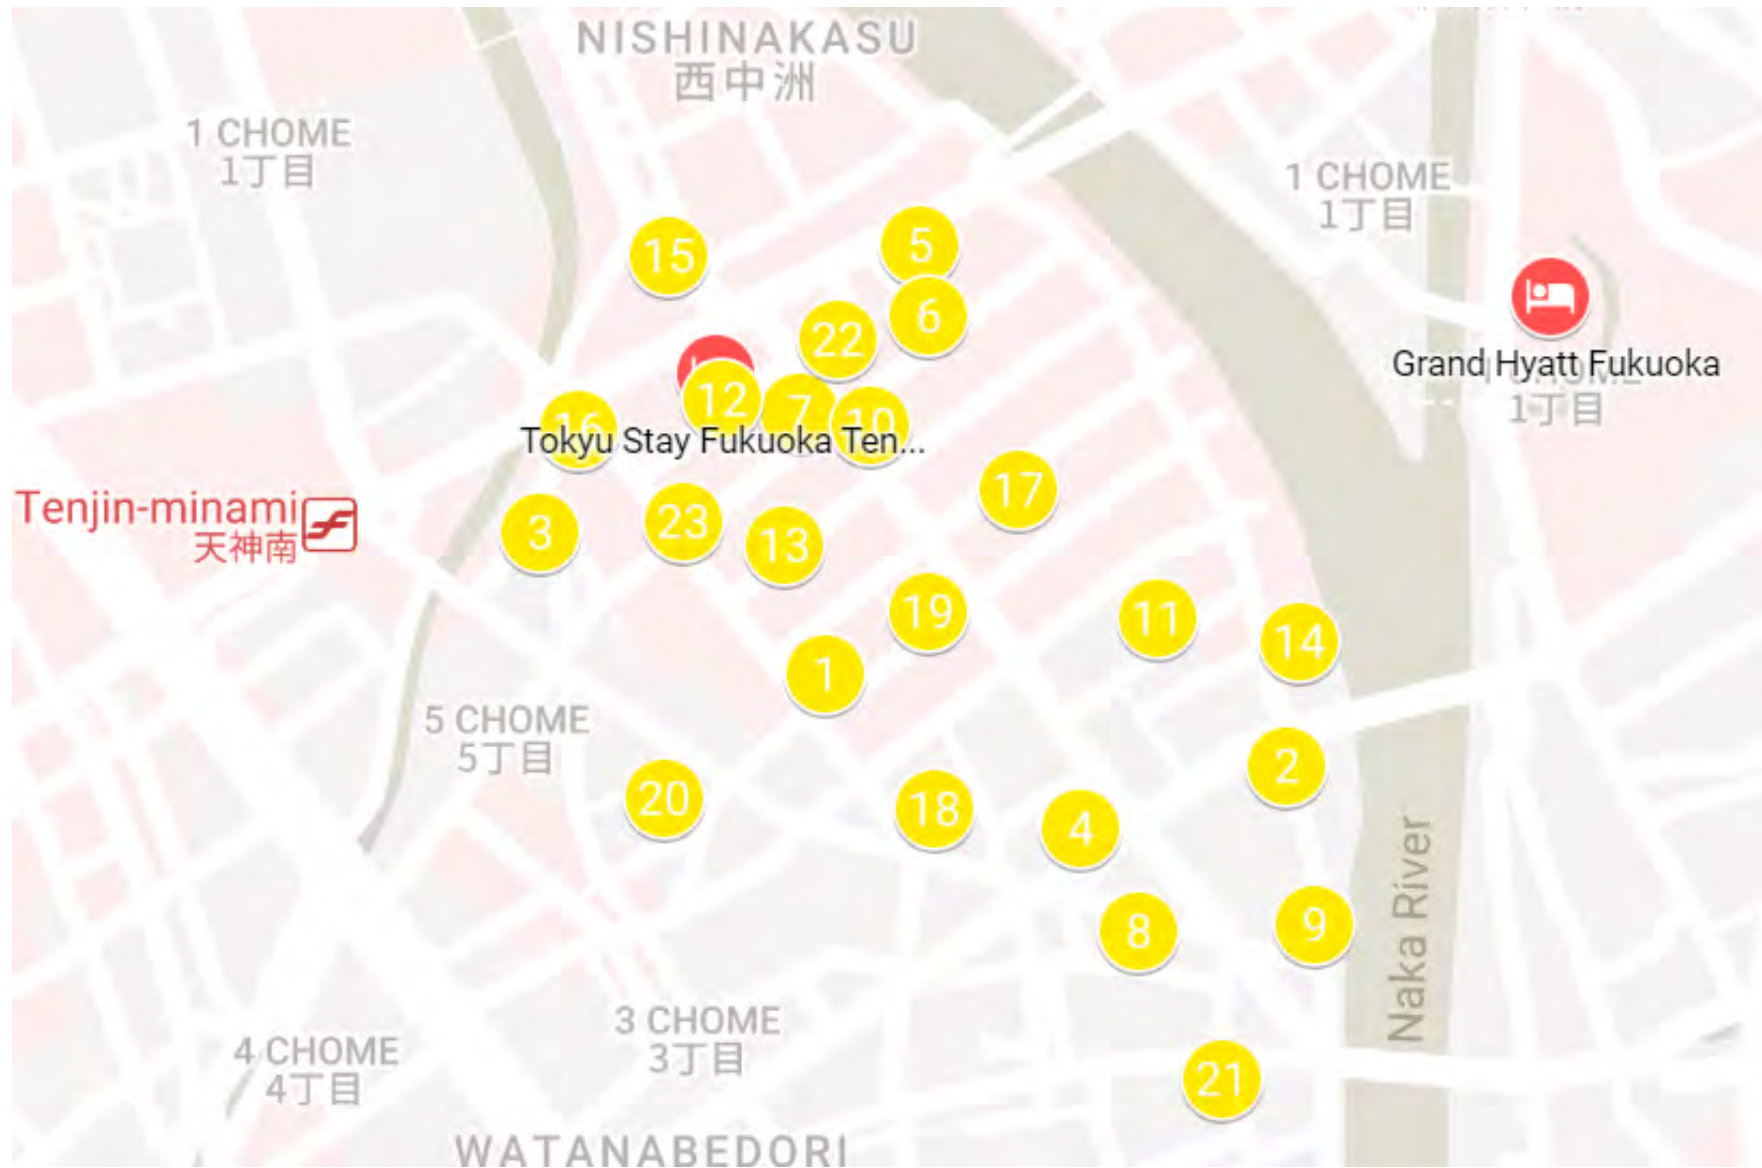 NISHINAKASU
西中洲
1 CHOME
1丁目
1 CHOME
1丁目
15
5
6
22
Grand Hyatt Fukuoka
1丁目
12
7
10
16
Tokyu Stay Fukuoka Ten...
17
Tenjin-minami
天神南
3
23
13
19
11
14
1
5 CHOME
5丁目
2
20
18
4
8
9
Naka River
3 CHOME
3丁目
4 CHOME
4丁目
21
WATANABEDORI